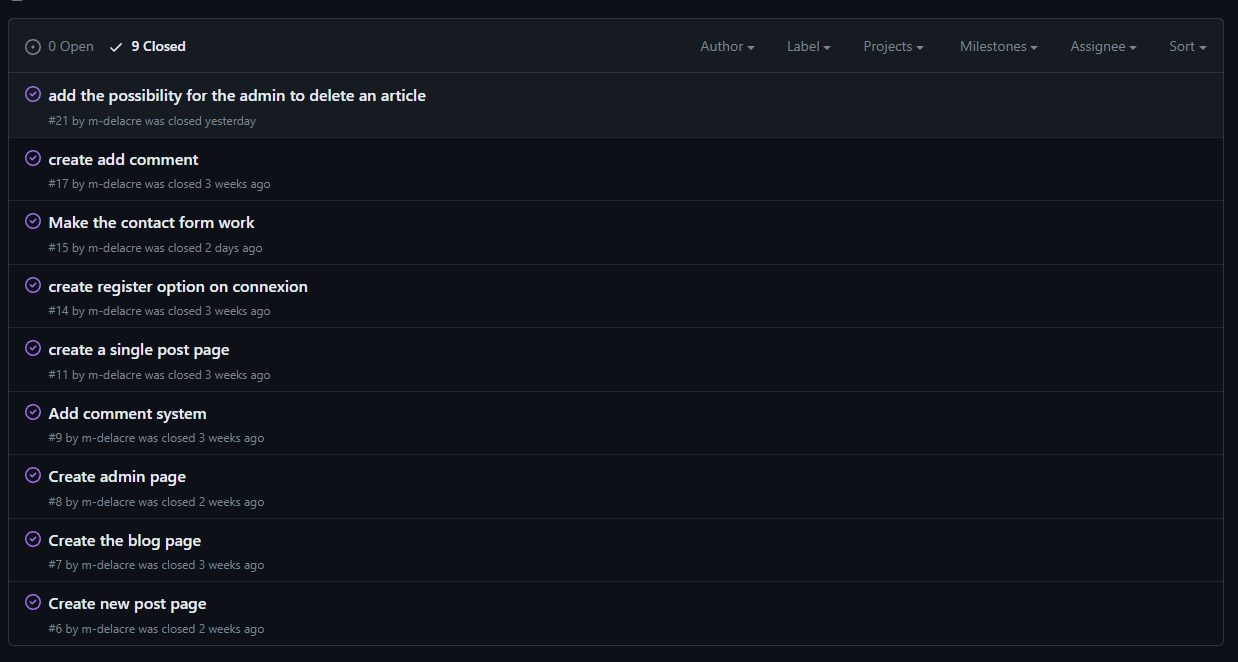 0 Open 9 Closed Author Label Projects Milestones Assignee Sort
add the possibility for the admin to delete an article
#21 by m-delacre was closed yesterday
create add comment
#17 by m-delacre was closed 3 weeks ago
Make the contact form work
#15 by m-delacre was closed 2 days ago
create register option on connexion
#14 by m-delacre was closed 3 weeks ago
create a single post page
#11 by m-delacre was closed 3 weeks ago
Add comment system
#9 by m-delacre was closed 3 weeks ago
Create admin page
#8 by m-delacre was closed 2 weeks ago
Create the blog page
#7 by m-delacre was closed 3 weeks ago
Create new post page
#6 by m-delacre was closed 2 weeks ago